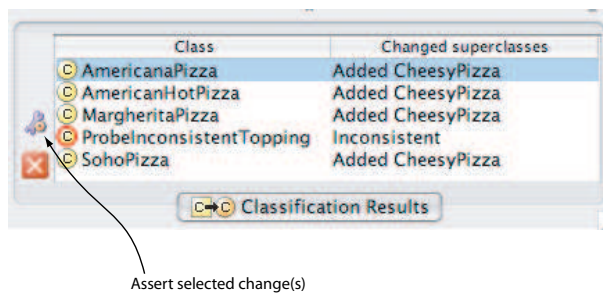 Class Changed superclasses
C AmericanaPizza Added CheesyPizza
C AmericanHotPizza Added CheesyPizza
C MargheritaPizza Added CheesyPizza
C ProbeInconsistentTopping Inconsistent
C SohoPizza Added CheesyPizza
C C Classification Results
Assert selected change(s)